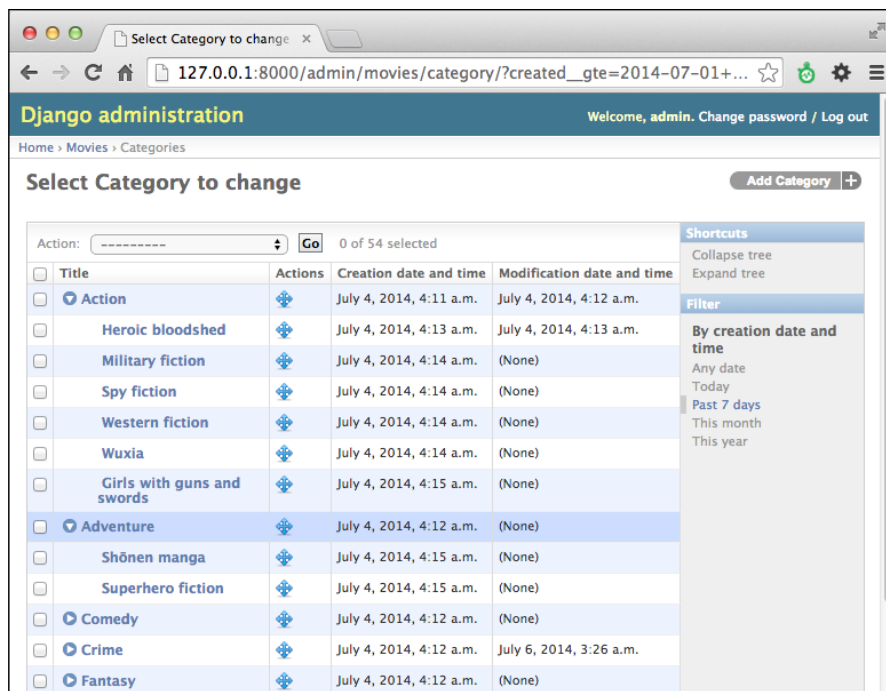 Select Category to change
127.0.0.1:8000/admin/movies/category/?created__gte=2014-07-01+...
Django administration
Welcome, admin. Change password / Log out
Home › Movies › Categories
Select Category to change
Add Category +
Action: --------- Go 0 of 54 selected
Title Actions Creation date and time Modification date and time
Action July 4, 2014, 4:11 a.m. July 4, 2014, 4:12 a.m.
Heroic bloodshed July 4, 2014, 4:13 a.m. July 4, 2014, 4:13 a.m.
Military fiction July 4, 2014, 4:14 a.m. (None)
Spy fiction July 4, 2014, 4:14 a.m. (None)
Western fiction July 4, 2014, 4:14 a.m. (None)
Wuxia July 4, 2014, 4:14 a.m. (None)
Girls with guns and July 4, 2014, 4:15 a.m. (None)
swords
Adventure July 4, 2014, 4:12 a.m. (None)
Shōnen manga July 4, 2014, 4:15 a.m. (None)
Superhero fiction July 4, 2014, 4:15 a.m. (None)
Comedy July 4, 2014, 4:12 a.m. (None)
Crime July 4, 2014, 4:12 a.m. July 6, 2014, 3:26 a.m.
Fantasy July 4, 2014, 4:12 a.m. (None)
Shortcuts
Collapse tree
Expand tree
Filter
By creation date and
time
Any date
Today
Past 7 days
This month
This year